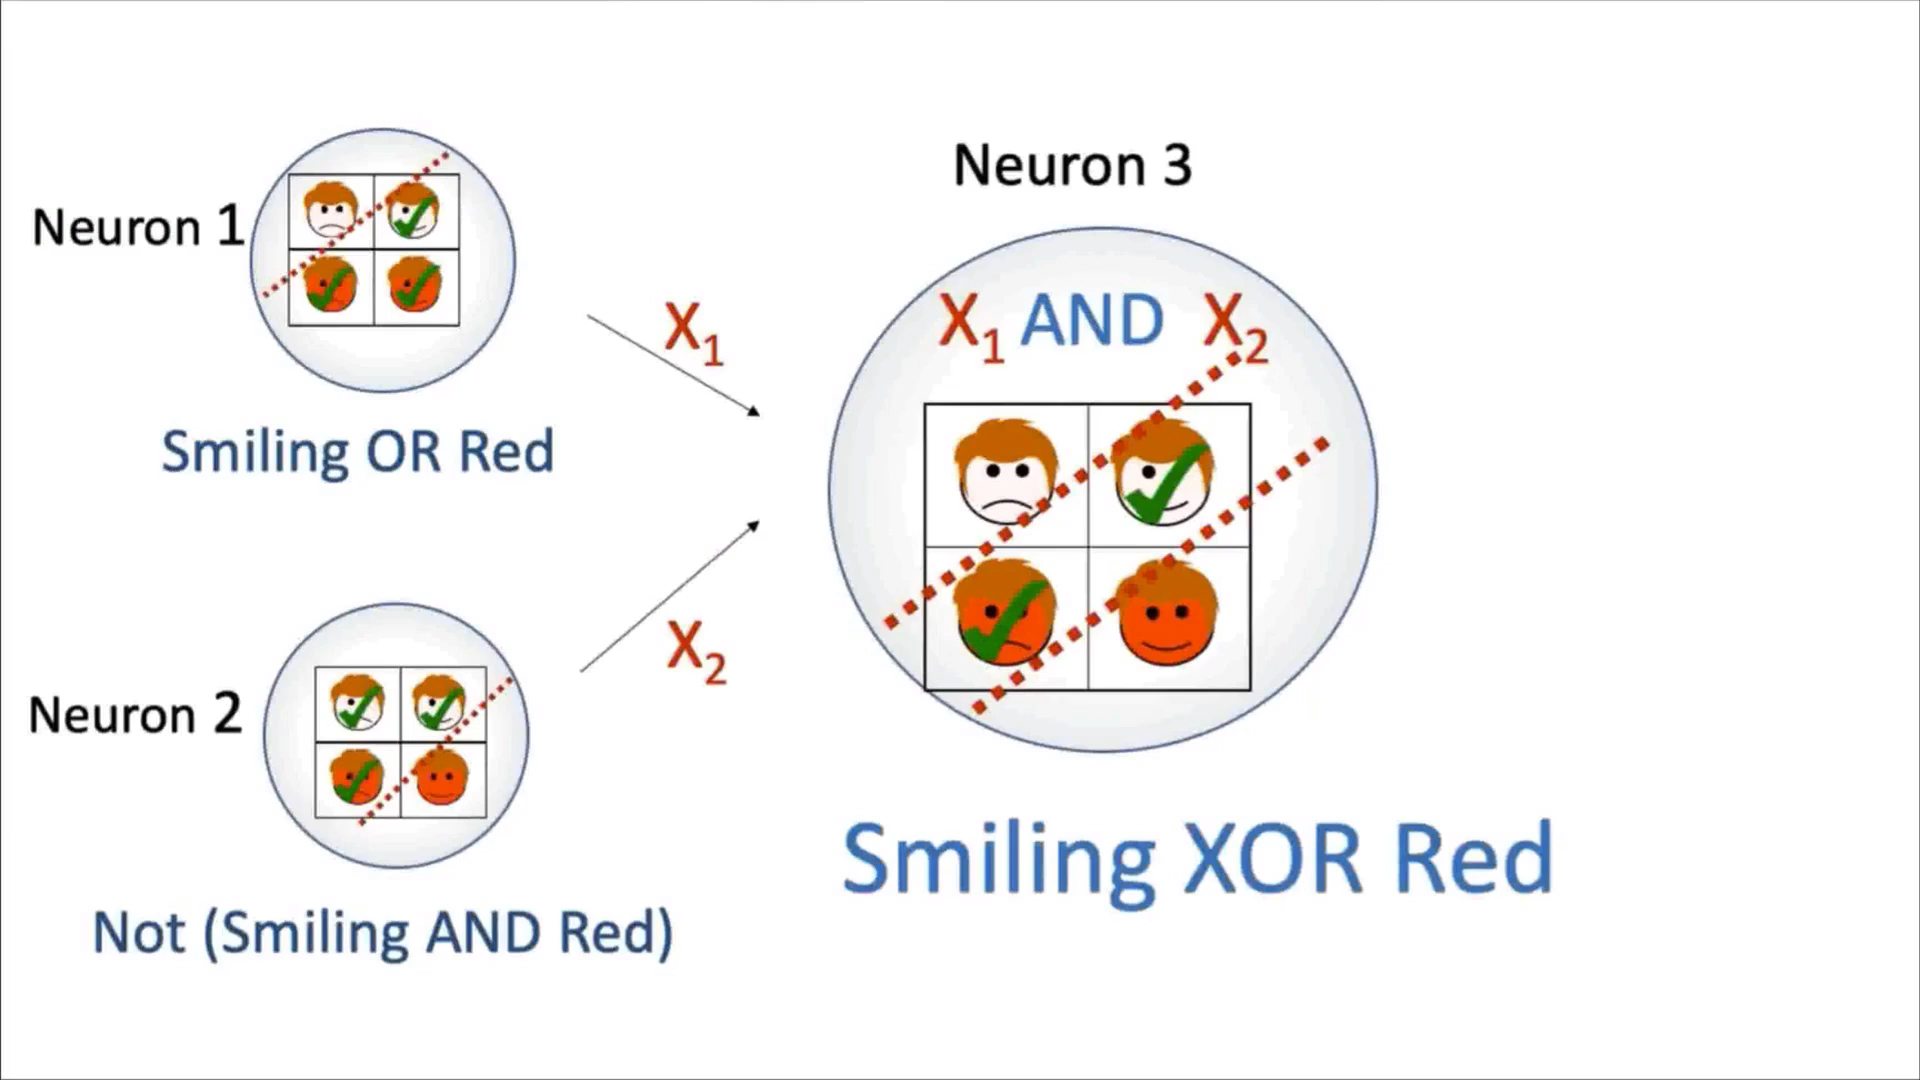 Neuron 1
Smiling OR Red
X1
Neuron 2
Not (Smiling AND Red)
X2
Neuron 3
X1 AND X2
Smiling XOR Red